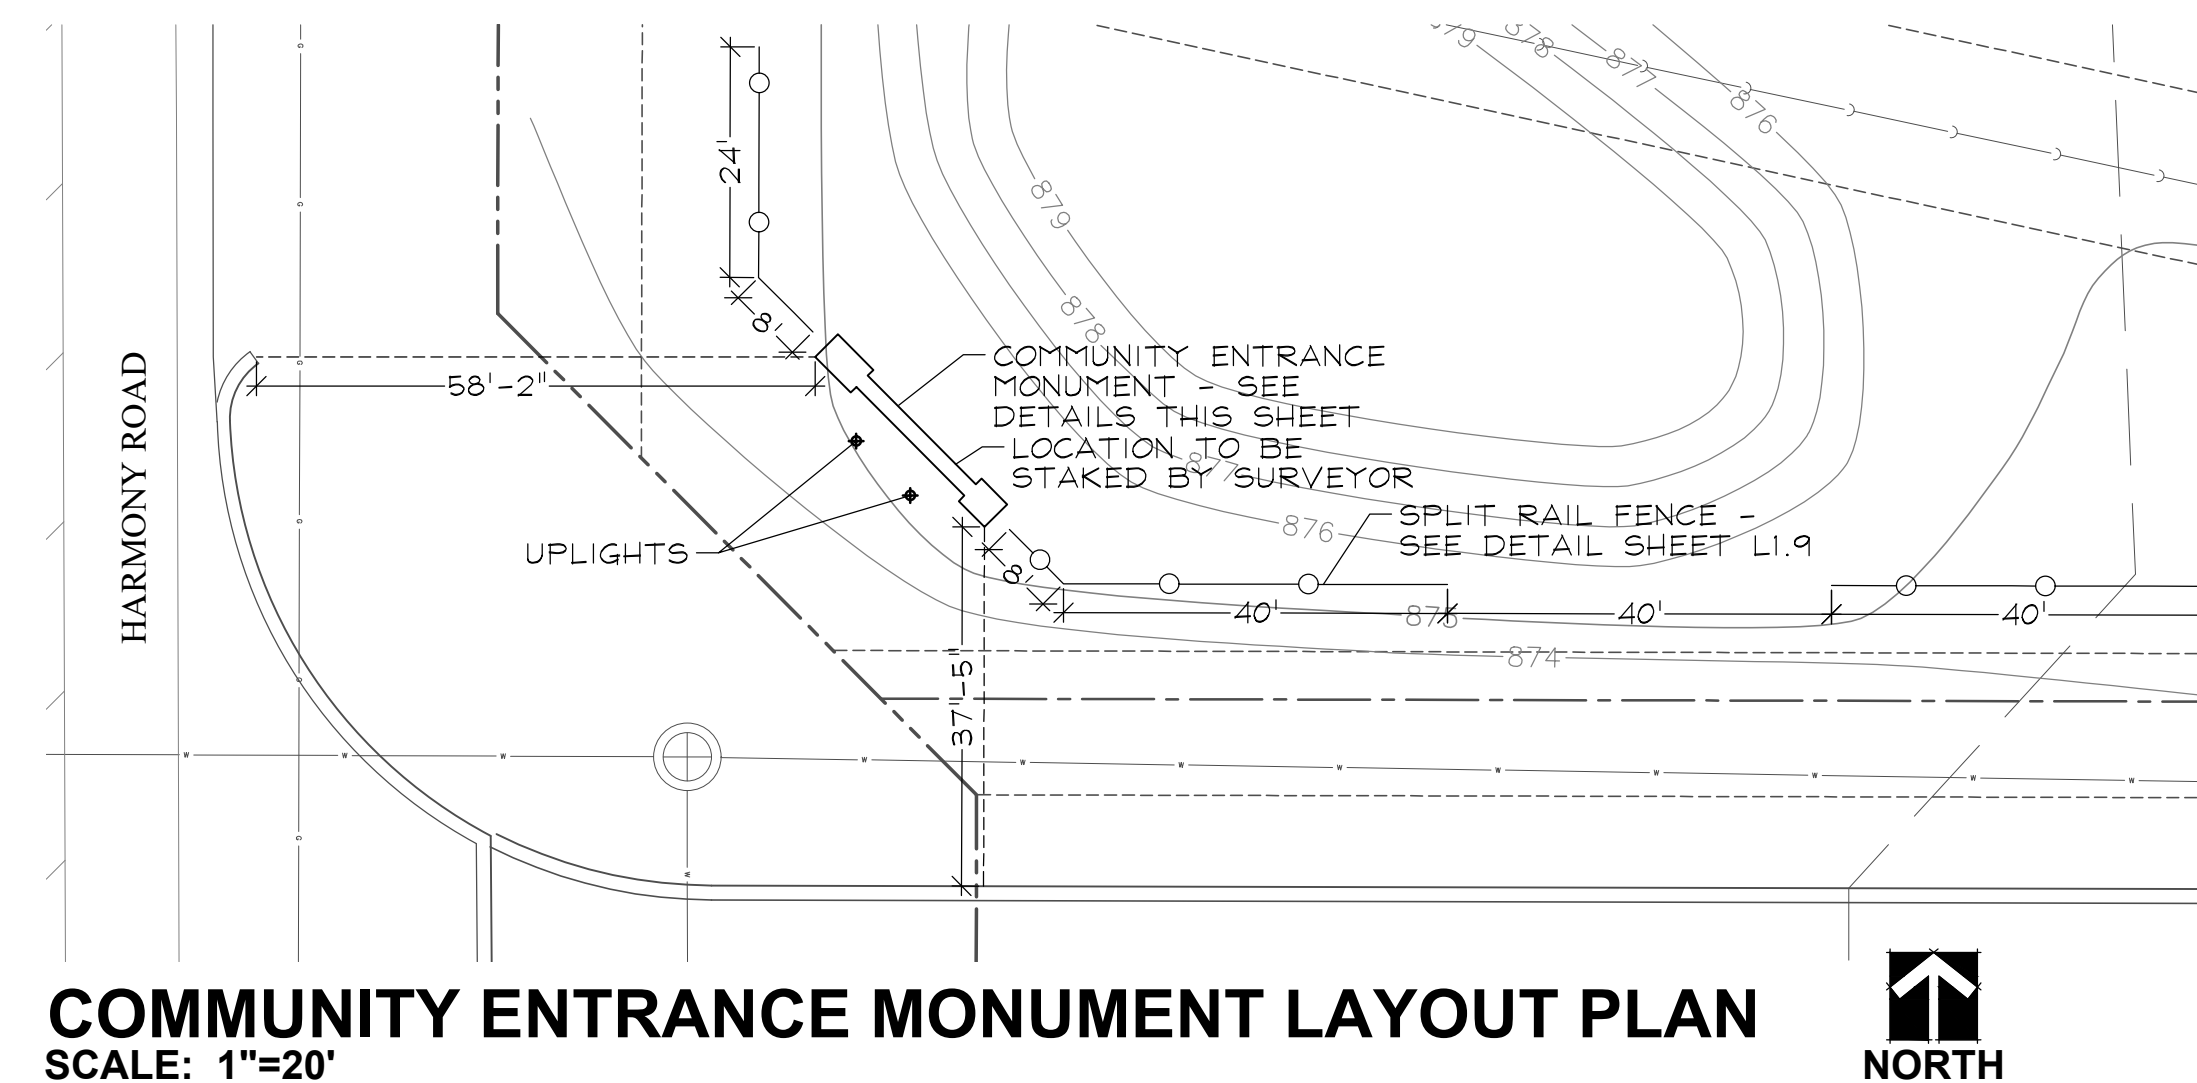 879
878
877
876
24'
879
878
8'
HARMONY ROAD
58'-2"
COMMUNITY ENTRANCE
MONUMENT - SEE
DETAILS THIS SHEET
LOCATION TO BE
STAKED BY SURVEYOR
877
876
SPLIT RAIL FENCE -
SEE DETAIL SHEET L1.9
UPLIGHTS
8'
40'
875
40'
40'
874
37'-5"
G
G
G
G
G
G
W
W
W
W
W
W
W
W
W
W
W
W
W
COMMUNITY ENTRANCE MONUMENT LAYOUT PLAN
SCALE: 1"=20'
NORTH